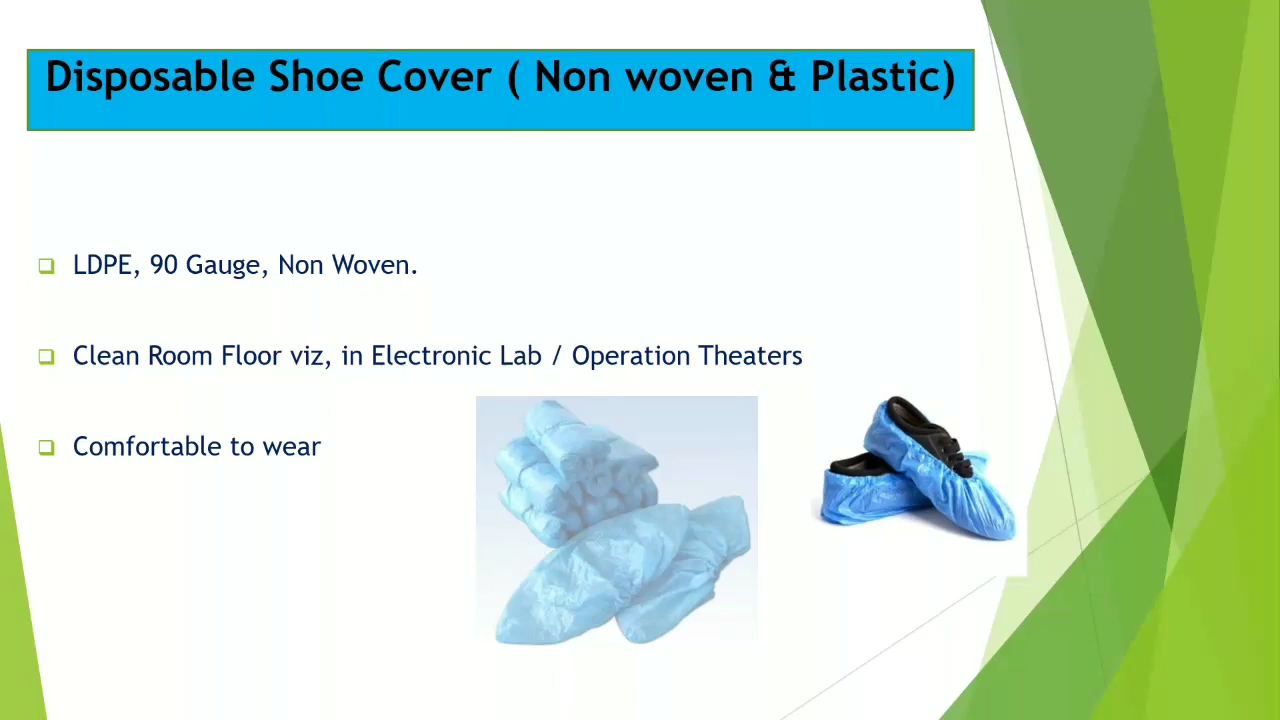 Disposable Shoe Cover ( Non woven & Plastic)
LDPE, 90 Gauge, Non Woven.
Clean Room Floor viz, in Electronic Lab / Operation Theaters
Comfortable to wear